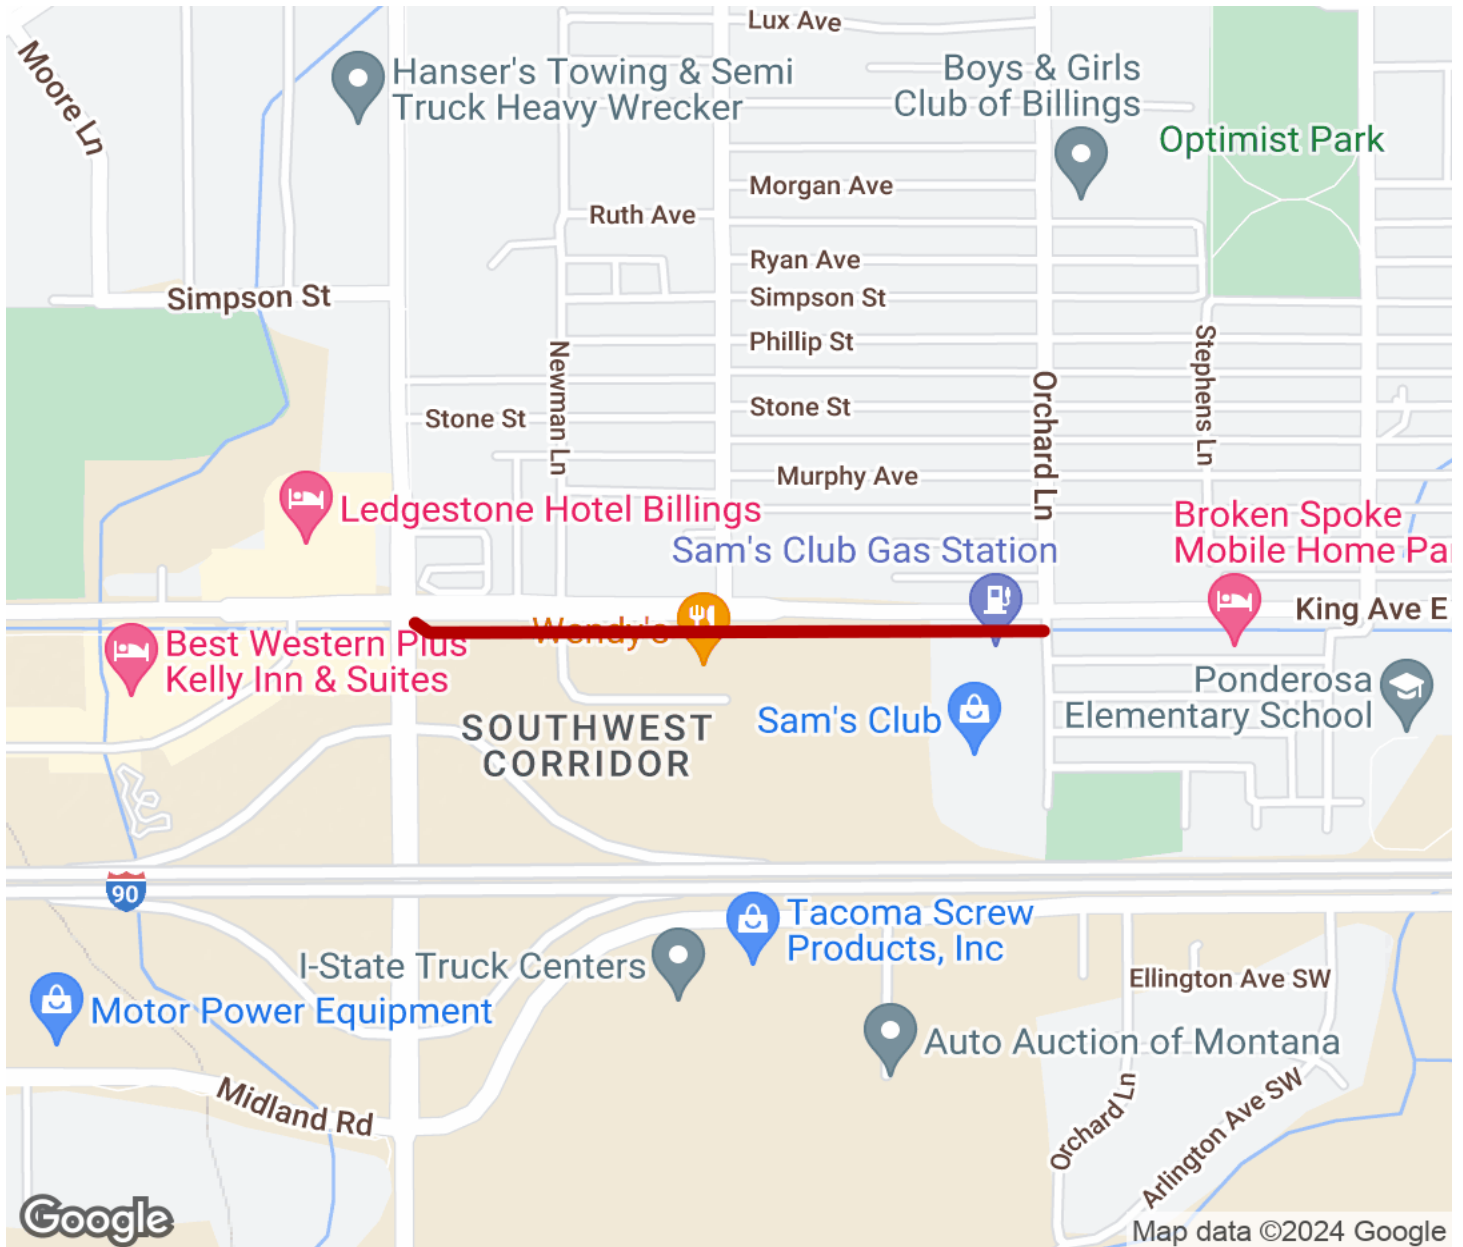 Lux Ave
Moore Ln
Hanser's Towing & Semi
Truck Heavy Wrecker
Boys & Girls
Club of Billings
Optimist Park
Morgan Ave
Ruth Ave
Ryan Ave
Simpson St
Simpson St
Phillip St
Stephens Ln
Newman Ln
Orchard Ln
Stone St
Stone St
Murphy Ave
Ledgestone Hotel Billings
Sam's Club Gas Station
Broken Spoke
Mobile Home Pa
King Ave E
Wendy's
Best Western Plus
Kelly Inn & Suites
Ponderosa
Elementary School
Sam's Club
SOUTHWEST
CORRIDOR
90
Tacoma Screw
Products, Inc
I-State Truck Centers
Ellington Ave SW
Motor Power Equipment
Auto Auction of Montana
Midland Rd
Orchard Ln
Arlington Ave SW
Google
Map data ©2024 Google